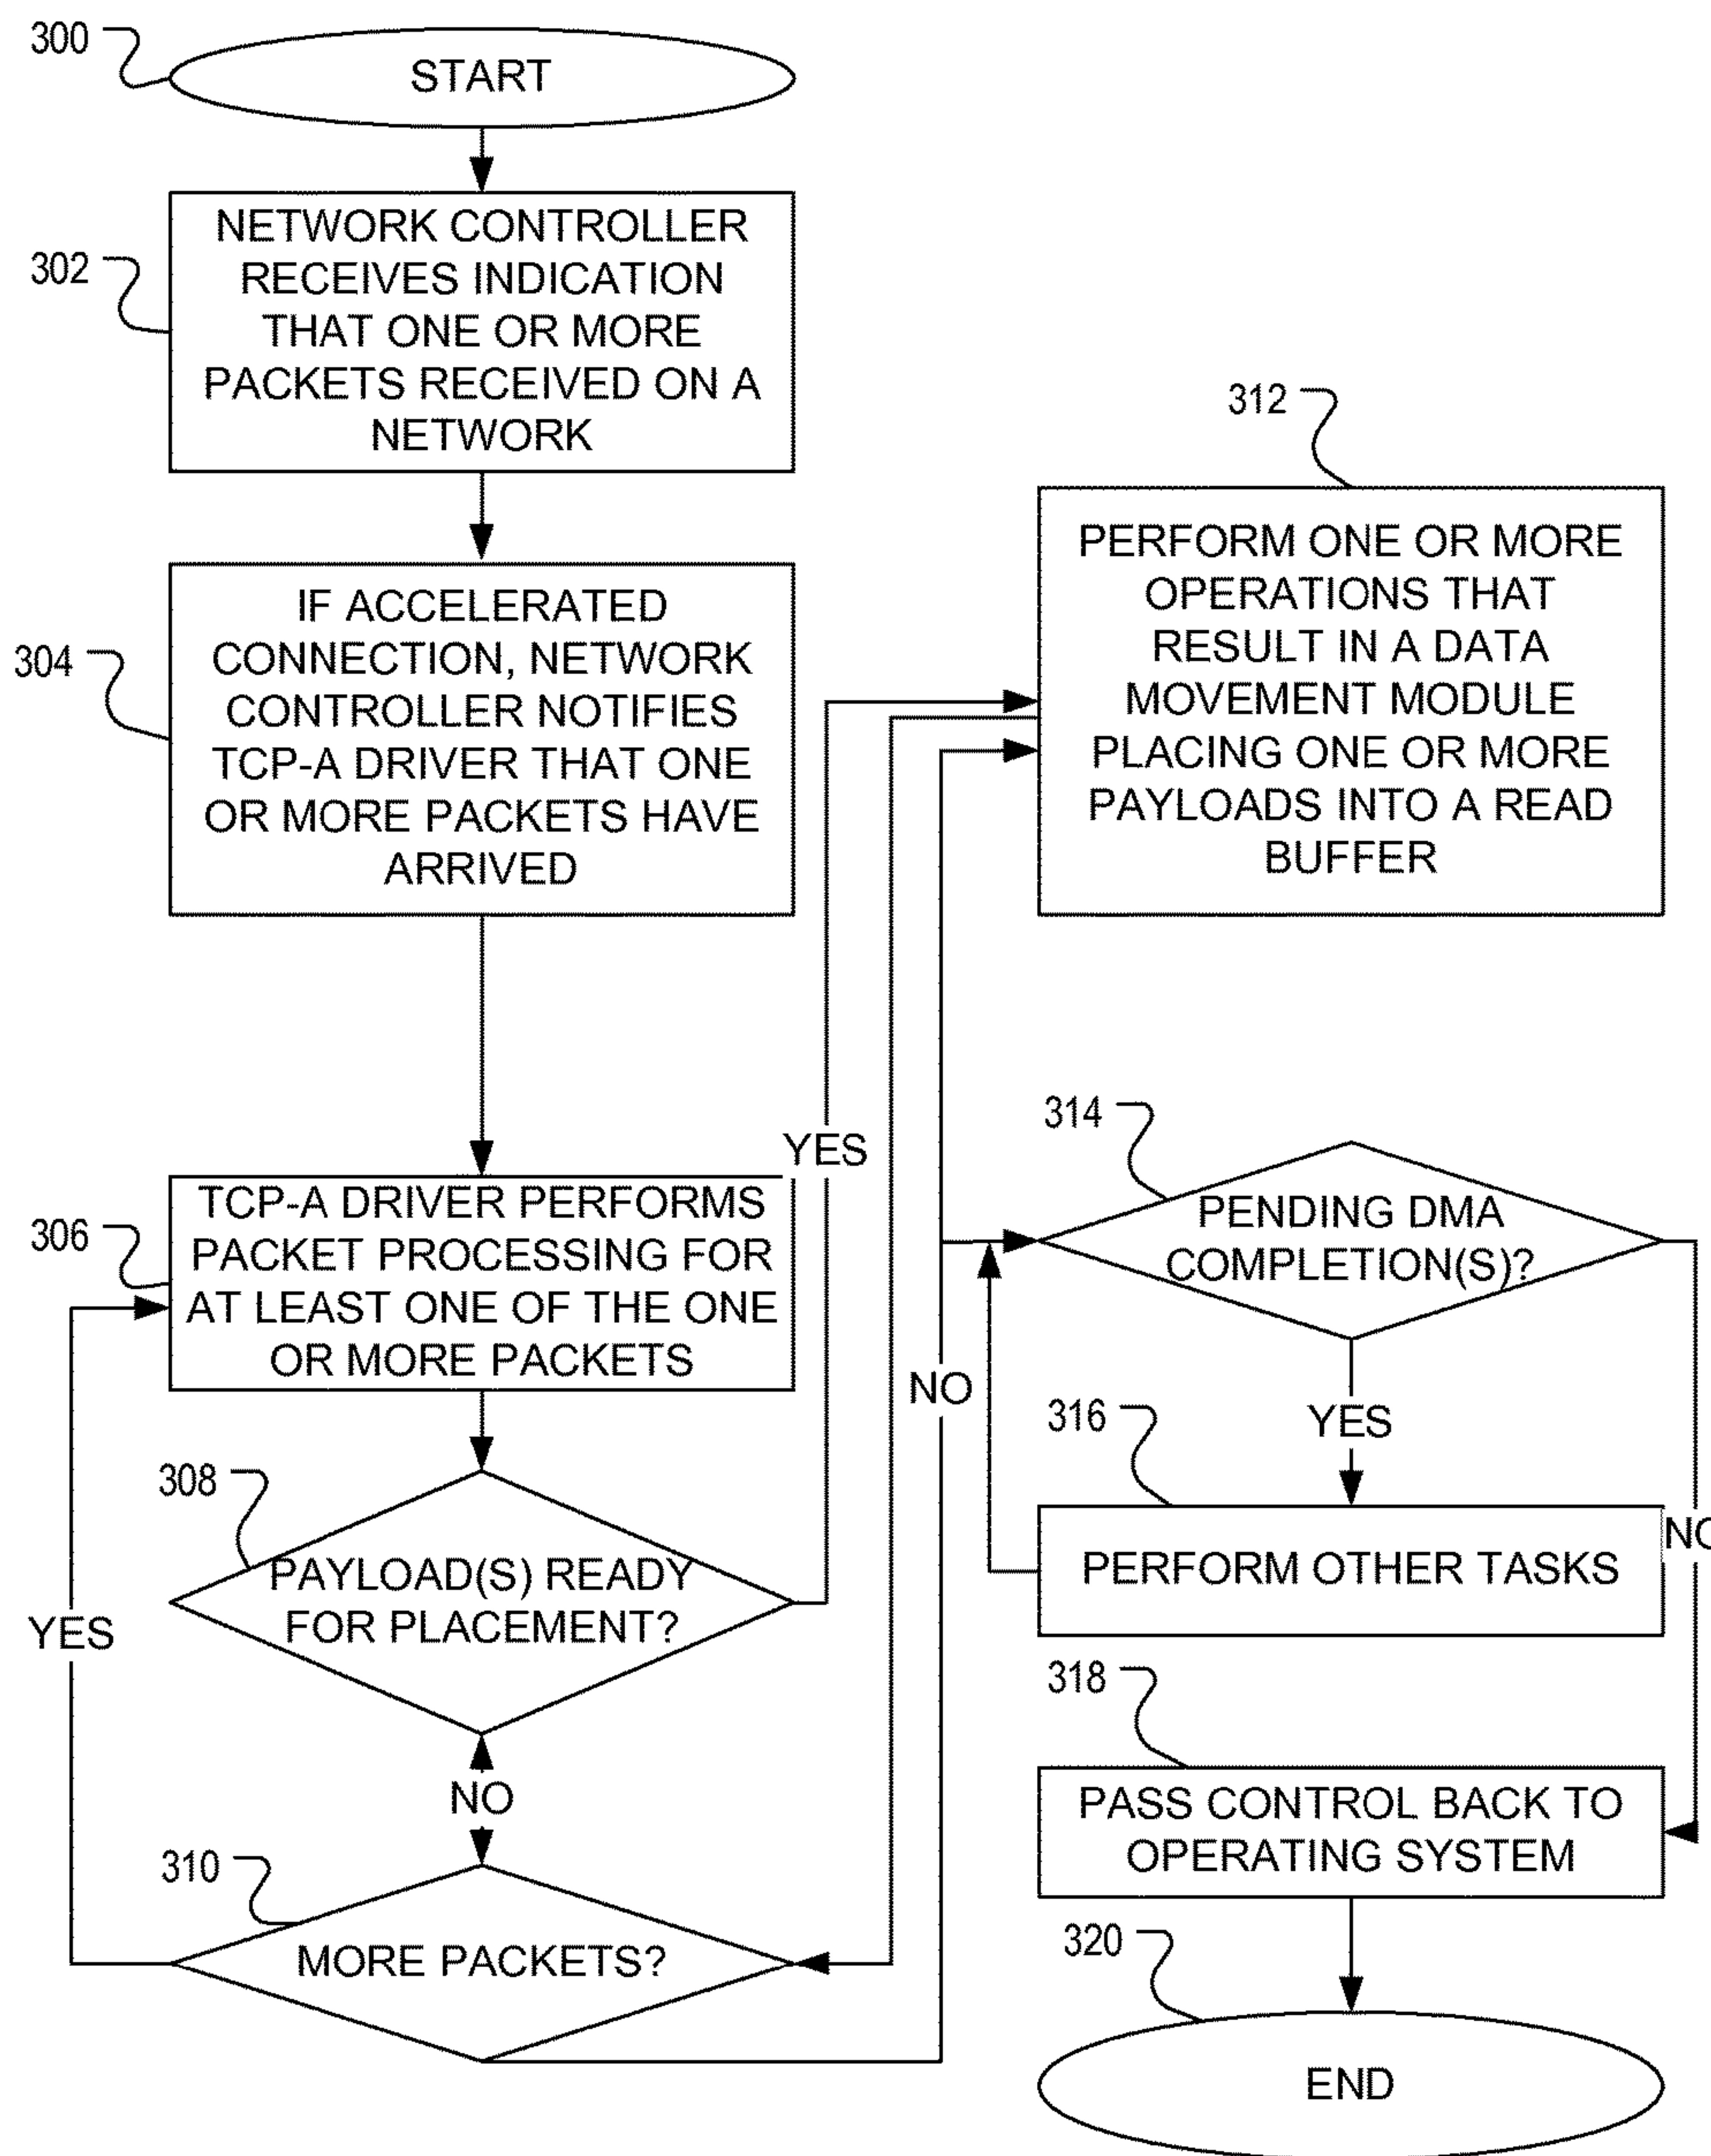 300
START
302
NETWORK CONTROLLER
RECEIVES INDICATION
THAT ONE OR MORE
PACKETS RECEIVED ON A
NETWORK
304
IF ACCELERATED
CONNECTION, NETWORK
CONTROLLER NOTIFIES
TCP-A DRIVER THAT ONE
OR MORE PACKETS HAVE
ARRIVED
306
TCP-A DRIVER PERFORMS
PACKET PROCESSING FOR
AT LEAST ONE OF THE ONE
OR MORE PACKETS
308
PAYLOAD(S) READY
FOR PLACEMENT?
YES
NO
YES
310
MORE PACKETS?
NO
312
PERFORM ONE OR MORE
OPERATIONS THAT
RESULT IN A DATA
MOVEMENT MODULE
PLACING ONE OR MORE
PAYLOADS INTO A READ
BUFFER
314
PENDING DMA
COMPLETION(S)?
YES
NO
316
PERFORM OTHER TASKS
318
PASS CONTROL BACK TO
OPERATING SYSTEM
320
END